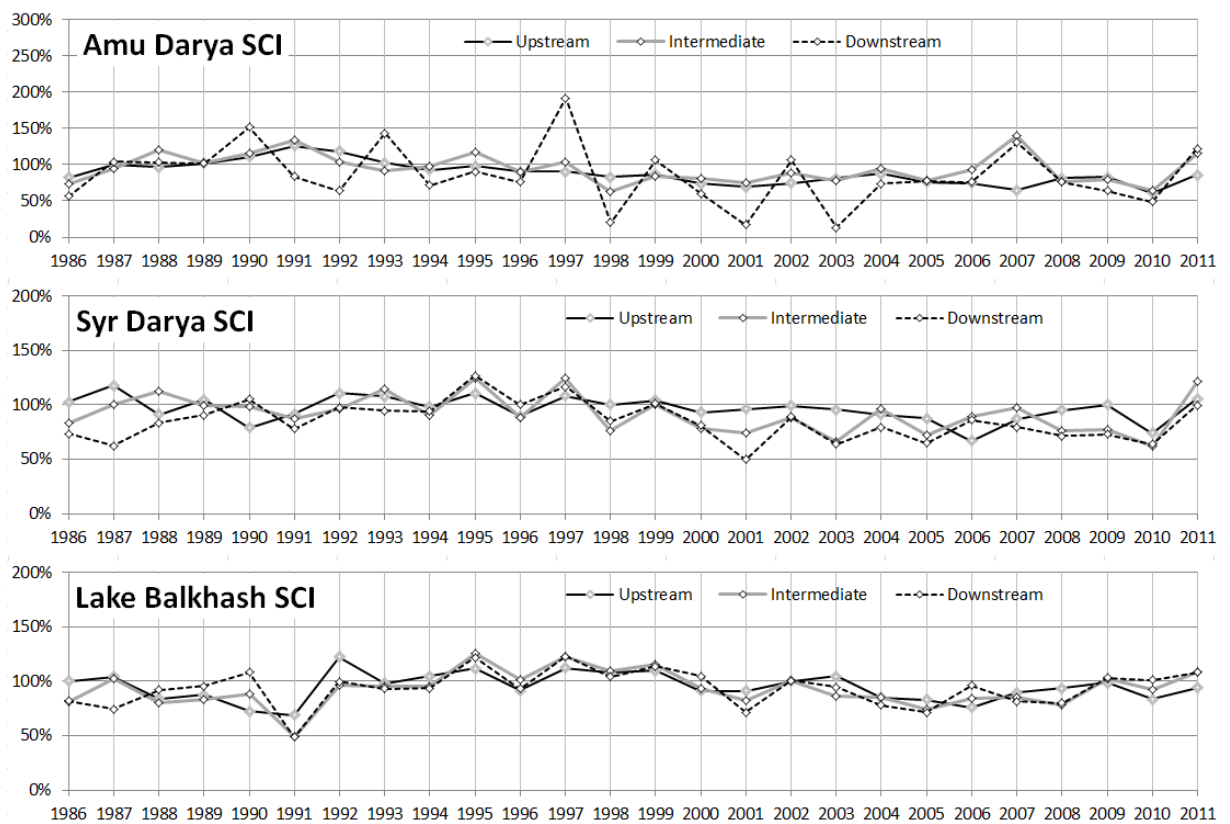 300%
Amu Darya SCI
Upstream Intermediate Downstream
250%
200%
150%
100%
50%
0%
1986 1987 1988 1989 1990 1991 1992 1993 1994 1995 1996 1997 1998 1999 2000 2001 2002 2003 2004 2005 2006 2007 2008 2009 2010 2011
200%
Syr Darya SCI
Upstream Intermediate Downstream
150%
100%
50%
0%
1986 1987 1988 1989 1990 1991 1992 1993 1994 1995 1996 1997 1998 1999 2000 2001 2002 2003 2004 2005 2006 2007 2008 2009 2010 2011
200%
Lake Balkhash SCI
Upstream Intermediate Downstream
150%
100%
50%
0%
1986 1987 1988 1989 1990 1991 1992 1993 1994 1995 1996 1997 1998 1999 2000 2001 2002 2003 2004 2005 2006 2007 2008 2009 2010 2011